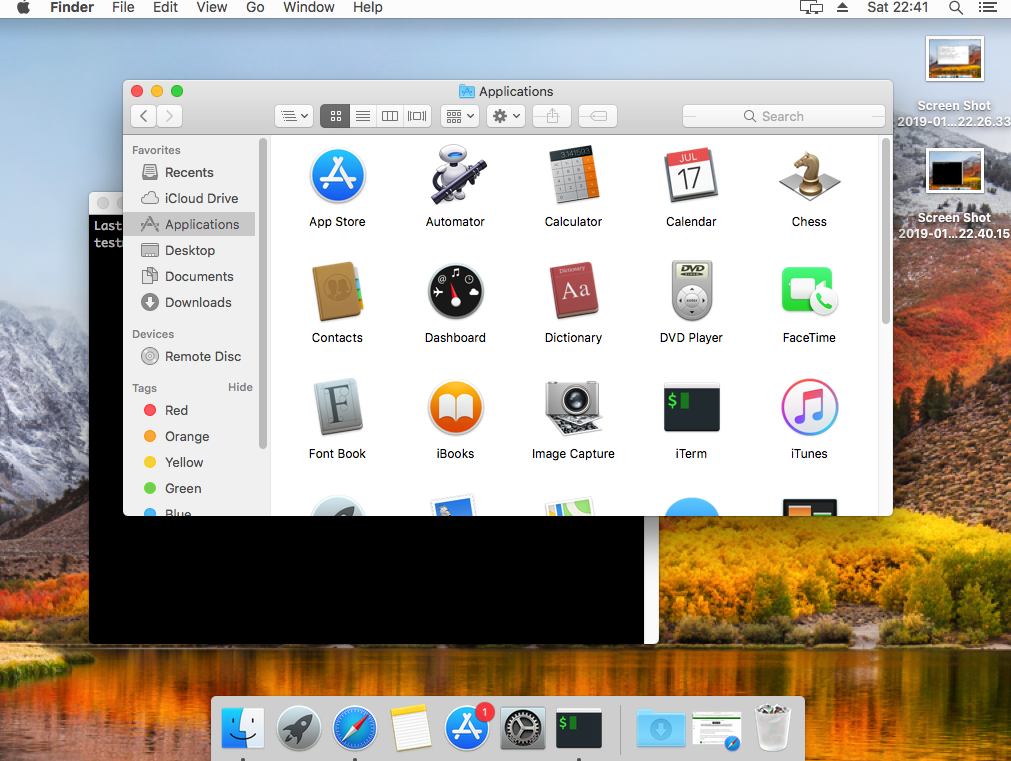 Finder File Edit View Go Window Help Sat 22:41
Applications
Search
Favorites
Recents
iCloud Drive
Applications
Desktop
Documents
Downloads
Devices
Remote Disc
Tags Hide
Red
Orange
Yellow
Green
Blue
App Store Automator Calculator Calendar Chess
3.141593
JUL
17
Contacts Dashboard Dictionary DVD Player FaceTime
Dictionary
Aa
DVD
Font Book iBooks Image Capture iTerm iTunes
F
$
Last
test
Screen Shot
2019-01...22.26.33
Screen Shot
2019-01...22.40.15
1
$